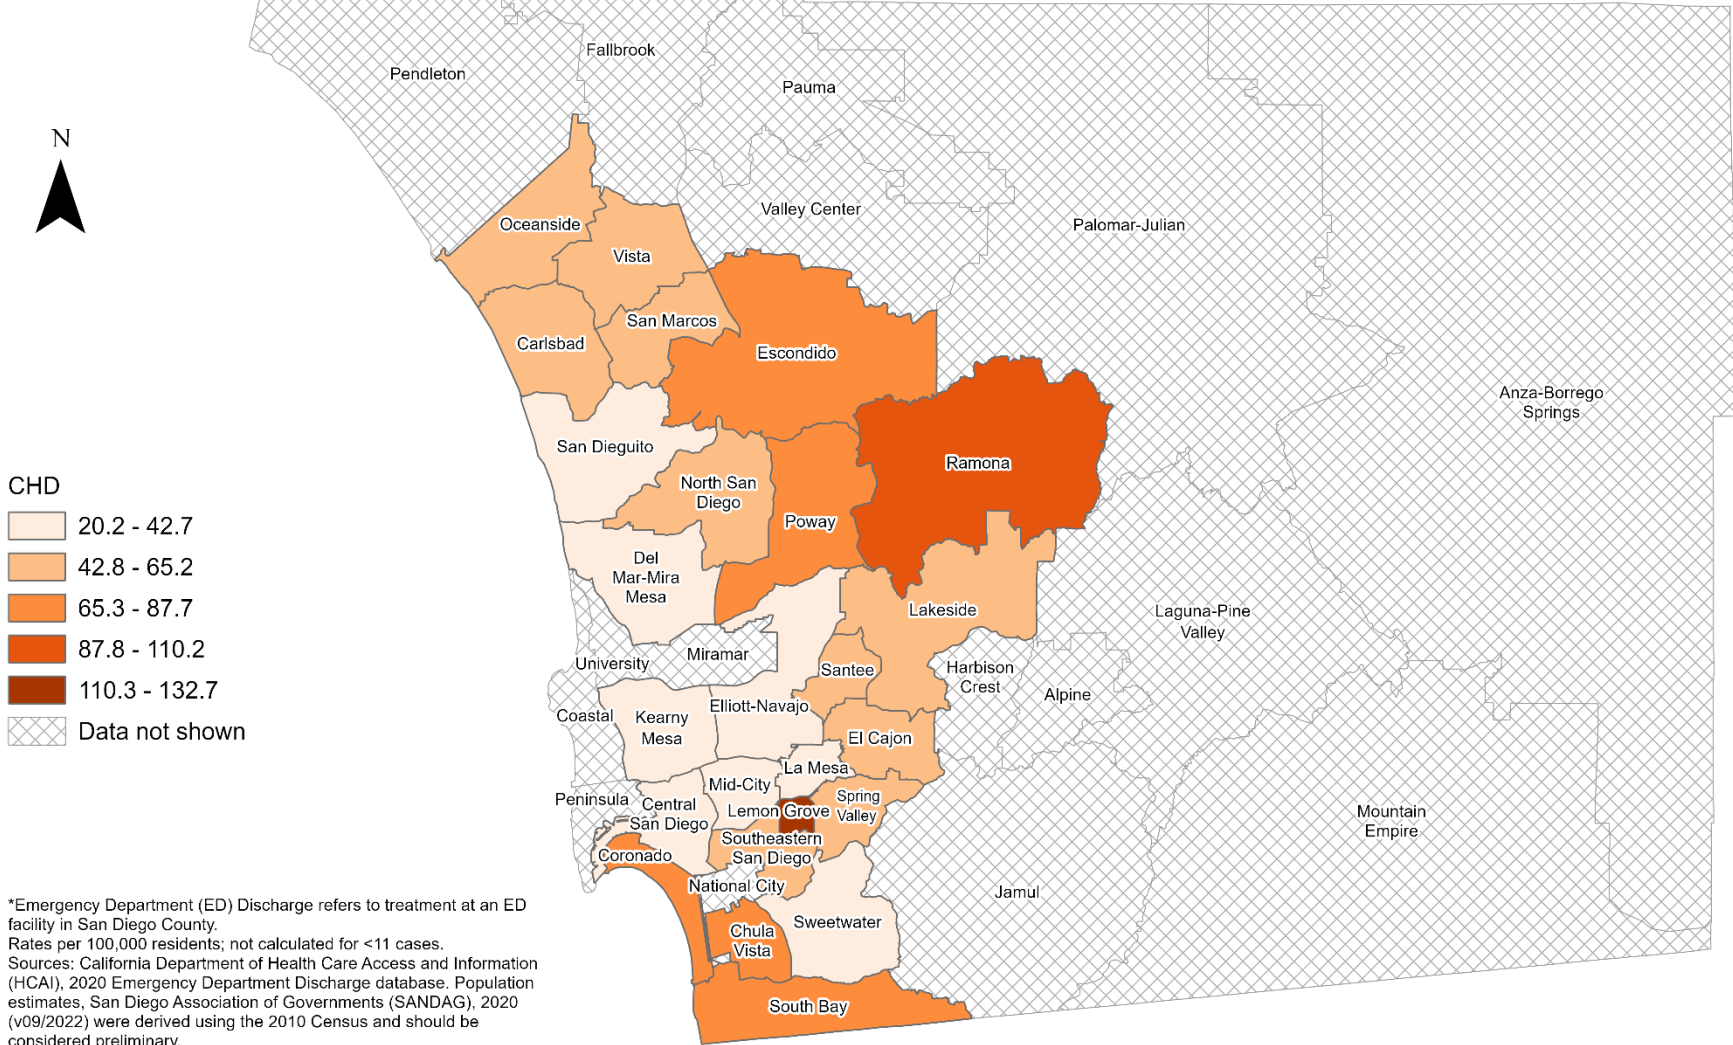 Fallbrook
Pendleton
Pauma
N
Valley Center
Oceanside
Palomar-Julian
Vista
San Marcos
Carlsbad
Escondido
Anza-Borrego
Springs
San Dieguito
Ramona
North San
Diego
Poway
Del
Mar-Mira
Mesa
Lakeside
Laguna-Pine
Valley
University
Miramar
Santee
Harbison
Crest
Alpine
Coastal
Kearny
Mesa
Elliott-Navajo
El Cajon
La Mesa
Mid-City
Peninsula
Central
San Diego
Lemon Grove
Spring
Valley
Mountain
Empire
Southeastern
San Diego
Coronado
National City
Jamul
Chula
Vista
Sweetwater
South Bay
CHD
20.2 - 42.7
42.8 - 65.2
65.3 - 87.7
87.8 - 110.2
110.3 - 132.7
Data not shown
*Emergency Department (ED) Discharge refers to treatment at an ED
facility in San Diego County.
Rates per 100,000 residents; not calculated for <11 cases.
Sources: California Department of Health Care Access and Information
(HCAI), 2020 Emergency Department Discharge database. Population
estimates, San Diego Association of Governments (SANDAG), 2020
(v09/2022) were derived using the 2010 Census and should be
considered preliminary.